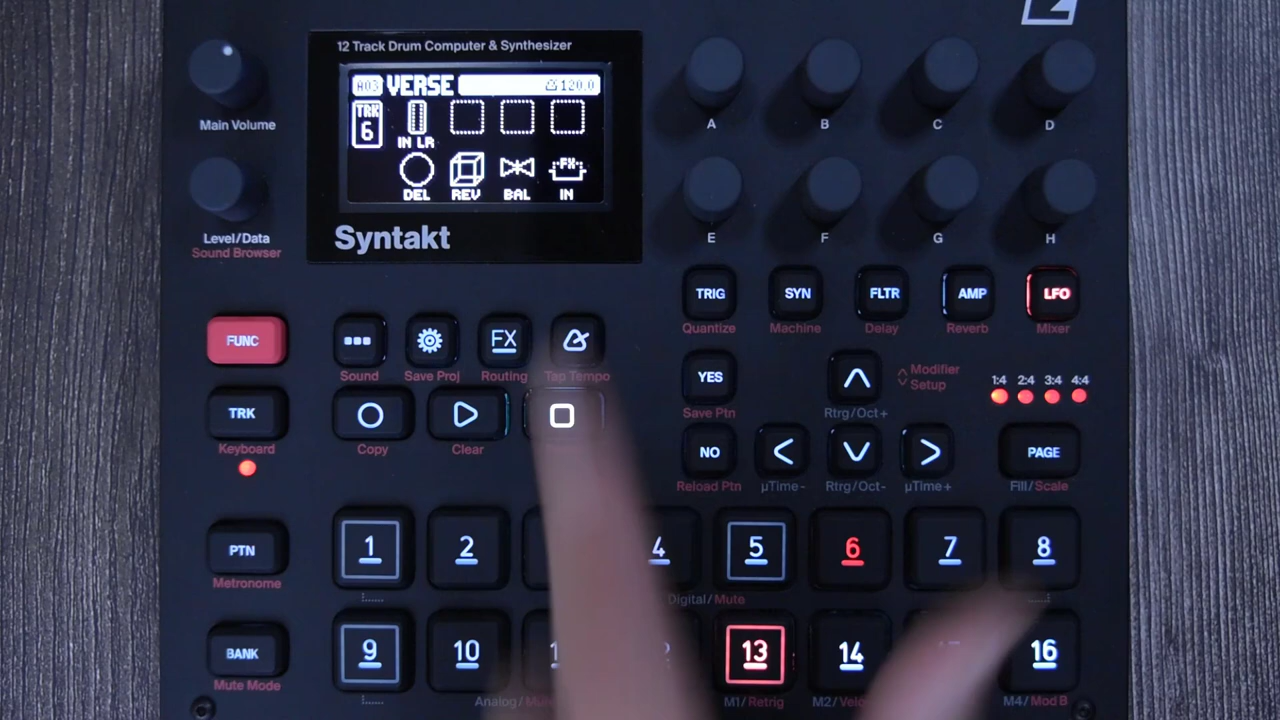 12 Track Drum Computer & Synthesizer
A03 VERSE 120.0
TRK 6
IN LR
DEL REV BAL IN
FX
Syntakt
Main Volume
Level/Data
Sound Browser
A B C D
E F G H
TRIG SYN FLTR AMP LFO
Quantize Machine Delay Reverb Mixer
FUNC
FX
Sound Save Proj Routing Tap Tempo
YES
Save Ptn
Rtrg/Oct+
Modifier
Setup
1:4 2:4 3:4 4:4
TRK
Keyboard
Copy Clear
NO
Reload Ptn
µTime- Rtrg/Oct- µTime+
PAGE
Fill/Scale
PTN
Metronome
1 2 4 5 6 7 8
Digital/Mute
BANK
Mute Mode
9 10 13 14 16
Analog/
M1/Retrig M2/ M4/Mod B